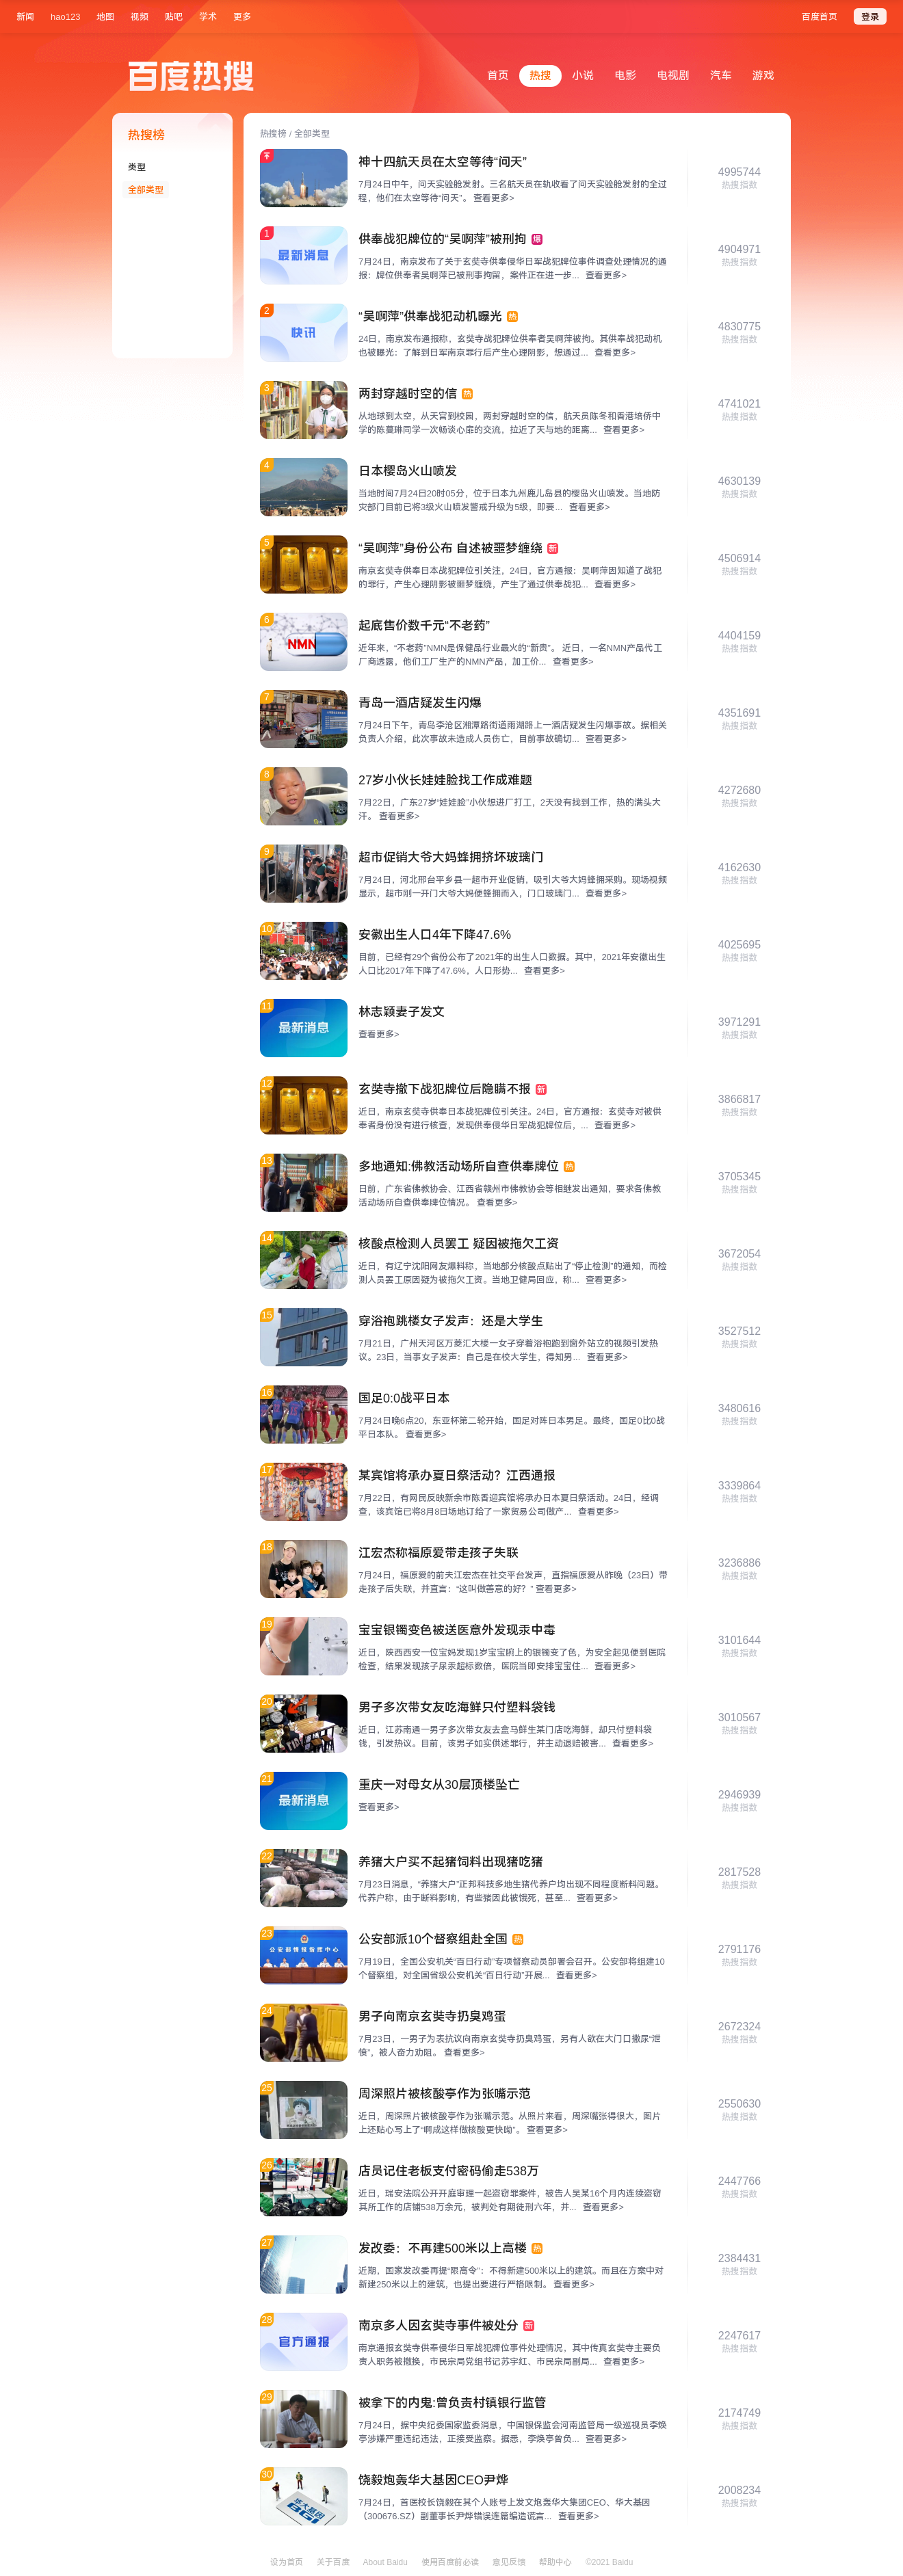 新闻 hao123 地图 视频 贴吧 学术 更多 百度首页 登录
百度热搜 首页 热搜 小说 电影 电视剧 汽车 游戏
热搜榜
类型
全部类型
热搜榜 / 全部类型
神十四航天员在太空等待“问天”
7月24日中午，问天实验舱发射。三名航天员在轨收看了问天实验舱发射的全过
程，他们在太空等待“问天”。 查看更多>
4995744
热搜指数
1
最新消息
供奉战犯牌位的“吴啊萍”被刑拘 爆
7月24日，南京发布了关于玄奘寺供奉侵华日军战犯牌位事件调查处理情况的通
报：牌位供奉者吴啊萍已被刑事拘留，案件正在进一步... 查看更多>
4904971
热搜指数
2
快讯
“吴啊萍”供奉战犯动机曝光 热
24日，南京发布通报称，玄奘寺战犯牌位供奉者吴啊萍被拘。其供奉战犯动机
也被曝光：了解到日军南京罪行后产生心理阴影，想通过... 查看更多>
4830775
热搜指数
3
两封穿越时空的信 热
从地球到太空，从天宫到校园，两封穿越时空的信，航天员陈冬和香港培侨中
学的陈蔓琳同学一次畅谈心扉的交流，拉近了天与地的距离... 查看更多>
4741021
热搜指数
4
日本樱岛火山喷发
当地时间7月24日20时05分，位于日本九州鹿儿岛县的樱岛火山喷发。当地防
灾部门目前已将3级火山喷发警戒升级为5级，即要... 查看更多>
4630139
热搜指数
5
“吴啊萍”身份公布 自述被噩梦缠绕 新
南京玄奘寺供奉日本战犯牌位引关注，24日，官方通报：吴啊萍因知道了战犯
的罪行，产生心理阴影被噩梦缠绕，产生了通过供奉战犯... 查看更多>
4506914
热搜指数
6
NMN
起底售价数千元“不老药”
近年来，“不老药”NMN是保健品行业最火的“新贵”。 近日，一名NMN产品代工
厂商透露，他们工厂生产的NMN产品，加工价... 查看更多>
4404159
热搜指数
7
青岛一酒店疑发生闪爆
7月24日下午，青岛李沧区湘潭路街道雨湖路上一酒店疑发生闪爆事故。据相关
负责人介绍，此次事故未造成人员伤亡，目前事故确切... 查看更多>
4351691
热搜指数
8
27岁小伙长娃娃脸找工作成难题
7月22日，广东27岁“娃娃脸”小伙想进厂打工，2天没有找到工作，热的满头大
汗。 查看更多>
4272680
热搜指数
9
超市促销大爷大妈蜂拥挤坏玻璃门
7月24日，河北邢台平乡县一超市开业促销，吸引大爷大妈蜂拥采购。现场视频
显示，超市刚一开门大爷大妈便蜂拥而入，门口玻璃门... 查看更多>
4162630
热搜指数
10
安徽出生人口4年下降47.6%
目前，已经有29个省份公布了2021年的出生人口数据。其中，2021年安徽出生
人口比2017年下降了47.6%，人口形势... 查看更多>
4025695
热搜指数
11
最新消息
林志颖妻子发文
查看更多>
3971291
热搜指数
12
玄奘寺撤下战犯牌位后隐瞒不报 新
近日，南京玄奘寺供奉日本战犯牌位引关注。24日，官方通报：玄奘寺对被供
奉者身份没有进行核查，发现供奉侵华日军战犯牌位后，... 查看更多>
3866817
热搜指数
13
多地通知:佛教活动场所自查供奉牌位 热
日前，广东省佛教协会、江西省赣州市佛教协会等相继发出通知，要求各佛教
活动场所自查供奉牌位情况。 查看更多>
3705345
热搜指数
14
核酸点检测人员罢工 疑因被拖欠工资
近日，有辽宁沈阳网友爆料称，当地部分核酸点贴出了“停止检测”的通知，而检
测人员罢工原因疑为被拖欠工资。当地卫健局回应，称... 查看更多>
3672054
热搜指数
15
穿浴袍跳楼女子发声：还是大学生
7月21日，广州天河区万菱汇大楼一女子穿着浴袍跑到窗外站立的视频引发热
议。23日，当事女子发声：自己是在校大学生，得知男... 查看更多>
3527512
热搜指数
16
国足0:0战平日本
7月24日晚6点20，东亚杯第二轮开始，国足对阵日本男足。最终，国足0比0战
平日本队。 查看更多>
3480616
热搜指数
17
某宾馆将承办夏日祭活动？江西通报
7月22日，有网民反映新余市陈香迎宾馆将承办日本夏日祭活动。24日，经调
查，该宾馆已将8月8日场地订给了一家贸易公司做产... 查看更多>
3339864
热搜指数
18
江宏杰称福原爱带走孩子失联
7月24日，福原爱的前夫江宏杰在社交平台发声，直指福原爱从昨晚（23日）带
走孩子后失联，并直言：“这叫做善意的好？” 查看更多>
3236886
热搜指数
19
宝宝银镯变色被送医意外发现汞中毒
近日，陕西西安一位宝妈发现1岁宝宝腕上的银镯变了色，为安全起见便到医院
检查，结果发现孩子尿汞超标数倍，医院当即安排宝宝住... 查看更多>
3101644
热搜指数
20
男子多次带女友吃海鲜只付塑料袋钱
近日，江苏南通一男子多次带女友去盒马鲜生某门店吃海鲜，却只付塑料袋
钱，引发热议。目前，该男子如实供述罪行，并主动退赔被害... 查看更多>
3010567
热搜指数
21
最新消息
重庆一对母女从30层顶楼坠亡
查看更多>
2946939
热搜指数
22
养猪大户买不起猪饲料出现猪吃猪
7月23日消息，“养猪大户”正邦科技多地生猪代养户均出现不同程度断料问题。
代养户称，由于断料影响，有些猪因此被饿死，甚至... 查看更多>
2817528
热搜指数
23
公安部情报指挥中心
公安部派10个督察组赴全国 热
7月19日，全国公安机关“百日行动”专项督察动员部署会召开。公安部将组建10
个督察组，对全国省级公安机关“百日行动”开展... 查看更多>
2791176
热搜指数
24
男子向南京玄奘寺扔臭鸡蛋
7月23日，一男子为表抗议向南京玄奘寺扔臭鸡蛋，另有人欲在大门口撒尿“泄
愤”，被人奋力劝阻。 查看更多>
2672324
热搜指数
25
周深照片被核酸亭作为张嘴示范
近日，周深照片被核酸亭作为张嘴示范。从照片来看，周深嘴张得很大，图片
上还贴心写上了“啊成这样做核酸更快呦”。 查看更多>
2550630
热搜指数
26
店员记住老板支付密码偷走538万
近日，瑞安法院公开开庭审理一起盗窃罪案件，被告人吴某16个月内连续盗窃
其所工作的店铺538万余元，被判处有期徒刑六年，并... 查看更多>
2447766
热搜指数
27
发改委：不再建500米以上高楼 热
近期，国家发改委再提“限高令”：不得新建500米以上的建筑。而且在方案中对
新建250米以上的建筑，也提出要进行严格限制。 查看更多>
2384431
热搜指数
28
官方通报
南京多人因玄奘寺事件被处分 新
南京通报玄奘寺供奉侵华日军战犯牌位事件处理情况，其中传真玄奘寺主要负
责人职务被撤换，市民宗局党组书记苏宇红、市民宗局副局... 查看更多>
2247617
热搜指数
29
被拿下的内鬼:曾负责村镇银行监管
7月24日，据中央纪委国家监委消息，中国银保监会河南监管局一级巡视员李焕
亭涉嫌严重违纪违法，正接受监察。据悉，李焕亭曾负... 查看更多>
2174749
热搜指数
30
华大基因
BGI
饶毅炮轰华大基因CEO尹烨
7月24日，首医校长饶毅在其个人账号上发文炮轰华大集团CEO、华大基因
（300676.SZ）副董事长尹烨错误连篇编造谎言... 查看更多>
2008234
热搜指数
设为首页 关于百度 About Baidu 使用百度前必读 意见反馈 帮助中心 ©2021 Baidu